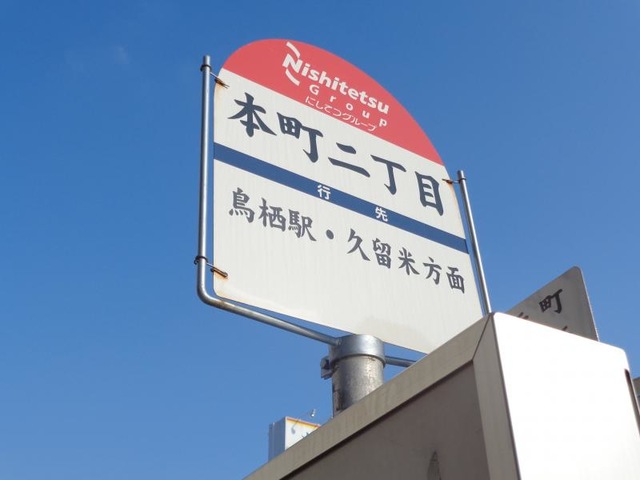 Nishitetsu
Group
にしてつグループ
本町二丁目
行先
鳥栖駅・久留米方面
町